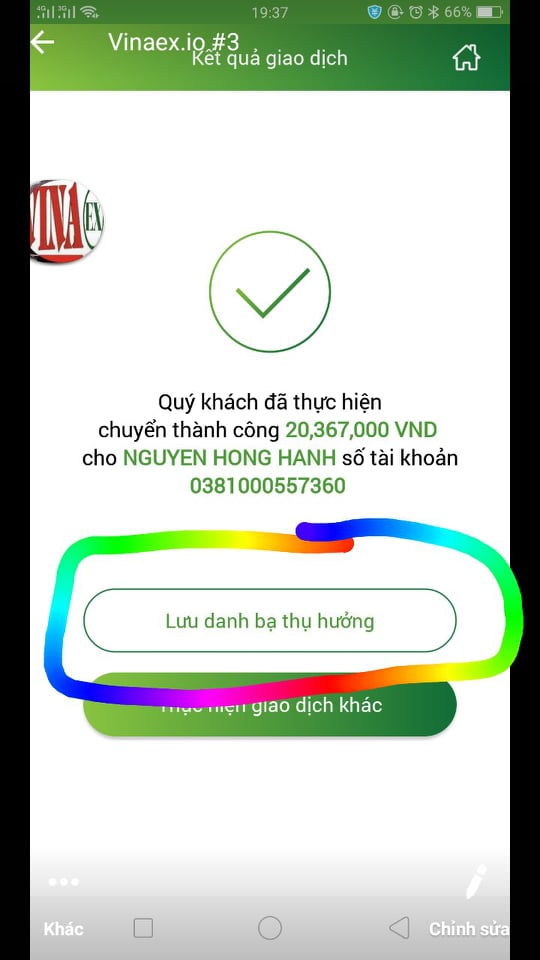 4G 3G 19:37 66%
Vinaex.io #3
Kết quả giao dịch
VINA EX
Quý khách đã thực hiện
chuyển thành công 20,367,000 VND
cho NGUYEN HONG HANH số tài khoản
0381000557360
Lưu danh bạ thụ hưởng
Thực hiện giao dịch khác
Khác
Chỉnh sửa